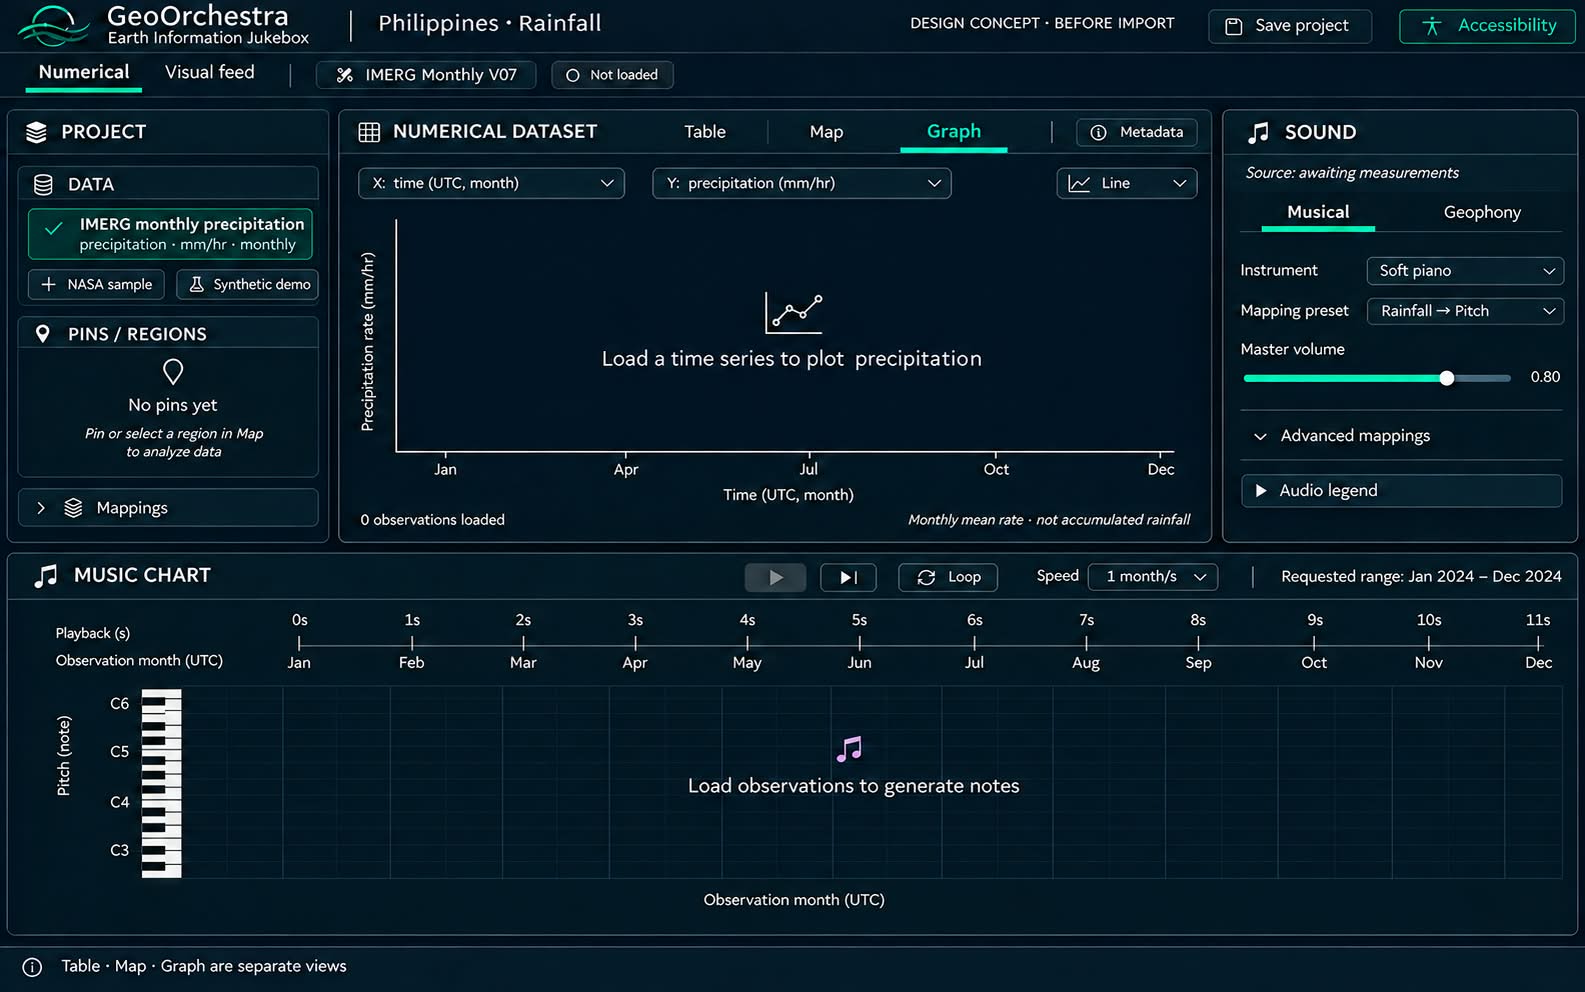 GeoOrchestra
Earth Information Jukebox
Philippines · Rainfall
DESIGN CONCEPT · BEFORE IMPORT
Save project
Accessibility
Numerical
Visual feed
IMERG Monthly V07
Not loaded
PROJECT
DATA
IMERG monthly precipitation
precipitation · mm/hr · monthly
NASA sample
Synthetic demo
PINS / REGIONS
No pins yet
Pin or select a region in Map
to analyze data
Mappings
NUMERICAL DATASET
Table
Map
Graph
Metadata
X: time (UTC, month)
Y: precipitation (mm/hr)
Line
Precipitation rate (mm/hr)
Load a time series to plot precipitation
Jan
Apr
Jul
Oct
Dec
Time (UTC, month)
0 observations loaded
Monthly mean rate · not accumulated rainfall
SOUND
Source: awaiting measurements
Musical
Geophony
Instrument
Soft piano
Mapping preset
Rainfall → Pitch
Master volume
0.80
Advanced mappings
Audio legend
MUSIC CHART
Loop
Speed
1 month/s
Requested range: Jan 2024 – Dec 2024
Playback (s)
0s
1s
2s
3s
4s
5s
6s
7s
8s
9s
10s
11s
Observation month (UTC)
Jan
Feb
Mar
Apr
May
Jun
Jul
Aug
Sep
Oct
Nov
Dec
Pitch (note)
C6
C5
C4
C3
Load observations to generate notes
Observation month (UTC)
Table · Map · Graph are separate views